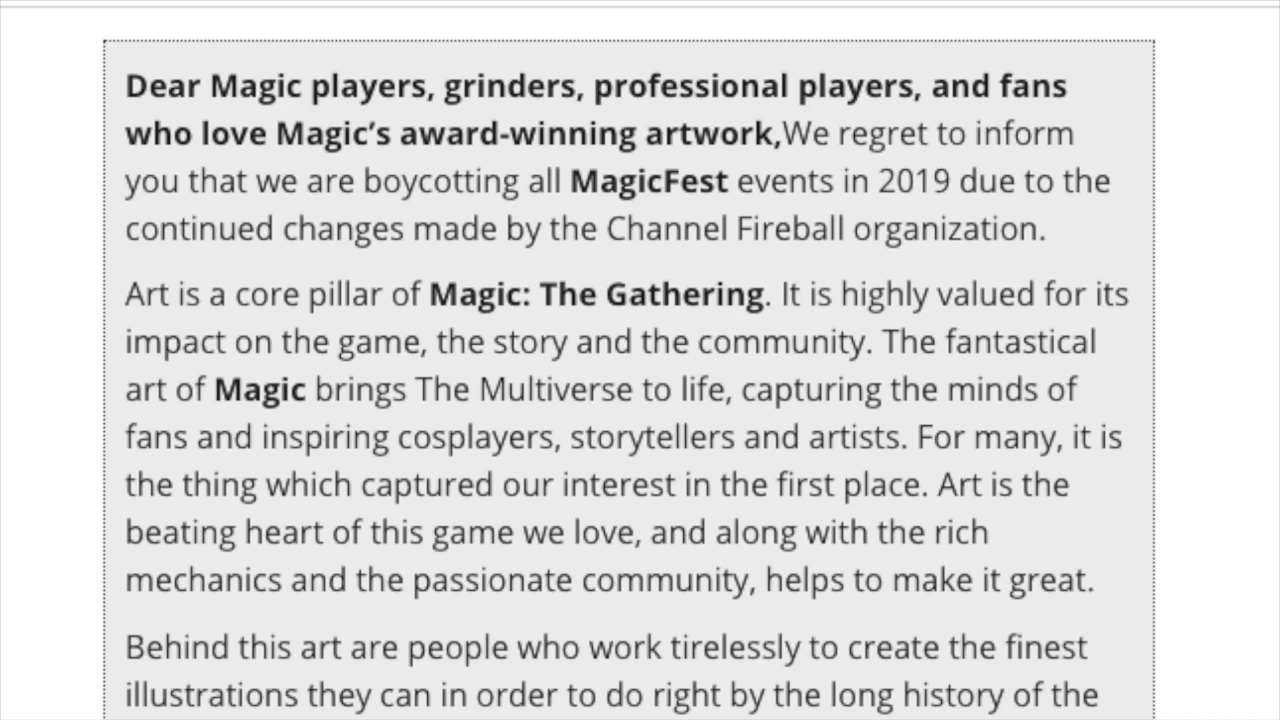 Dear Magic players, grinders, professional players, and fans
who love Magic’s award-winning artwork,We regret to inform
you that we are boycotting all MagicFest events in 2019 due to the
continued changes made by the Channel Fireball organization.
Art is a core pillar of Magic: The Gathering. It is highly valued for its
impact on the game, the story and the community. The fantastical
art of Magic brings The Multiverse to life, capturing the minds of
fans and inspiring cosplayers, storytellers and artists. For many, it is
the thing which captured our interest in the first place. Art is the
beating heart of this game we love, and along with the rich
mechanics and the passionate community, helps to make it great.
Behind this art are people who work tirelessly to create the finest
illustrations they can in order to do right by the long history of the